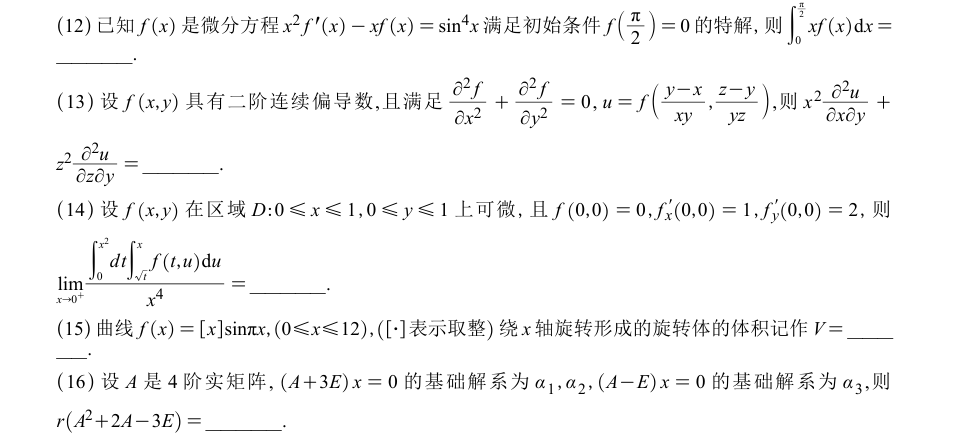 (12) 已知 f(x) 是微分方程 x²f′(x) − xf(x) = sin⁴x 满足初始条件 f(π/2) = 0 的特解, 则 ∫₀^{π/2} xf(x)dx =
________.
(13) 设 f(x,y) 具有二阶连续偏导数,且满足 ∂²f/∂x² + ∂²f/∂y² = 0, u = f((y−x)/xy, (z−y)/yz),则 x² ∂²u/∂x∂y +
z² ∂²u/∂z∂y = ________.
(14) 设 f(x,y) 在区域 D:0 ≤ x ≤ 1,0 ≤ y ≤ 1 上可微, 且 f(0,0) = 0,f′ₓ(0,0) = 1,f′_y(0,0) = 2, 则
lim_{x→0⁺} (∫₀^{x²} dt∫_{√t}^{x} f(t,u)du)/x⁴ = ________.
(15) 曲线 f(x) = [x]sinπx, (0≤x≤12), ([·]表示取整) 绕 x 轴旋转形成的旋转体的体积记作 V= _____
___.
(16) 设 A 是 4 阶实矩阵, (A+3E)x = 0 的基础解系为 α₁,α₂, (A−E)x = 0 的基础解系为 α₃,则
r(A²+2A−3E) = ________.